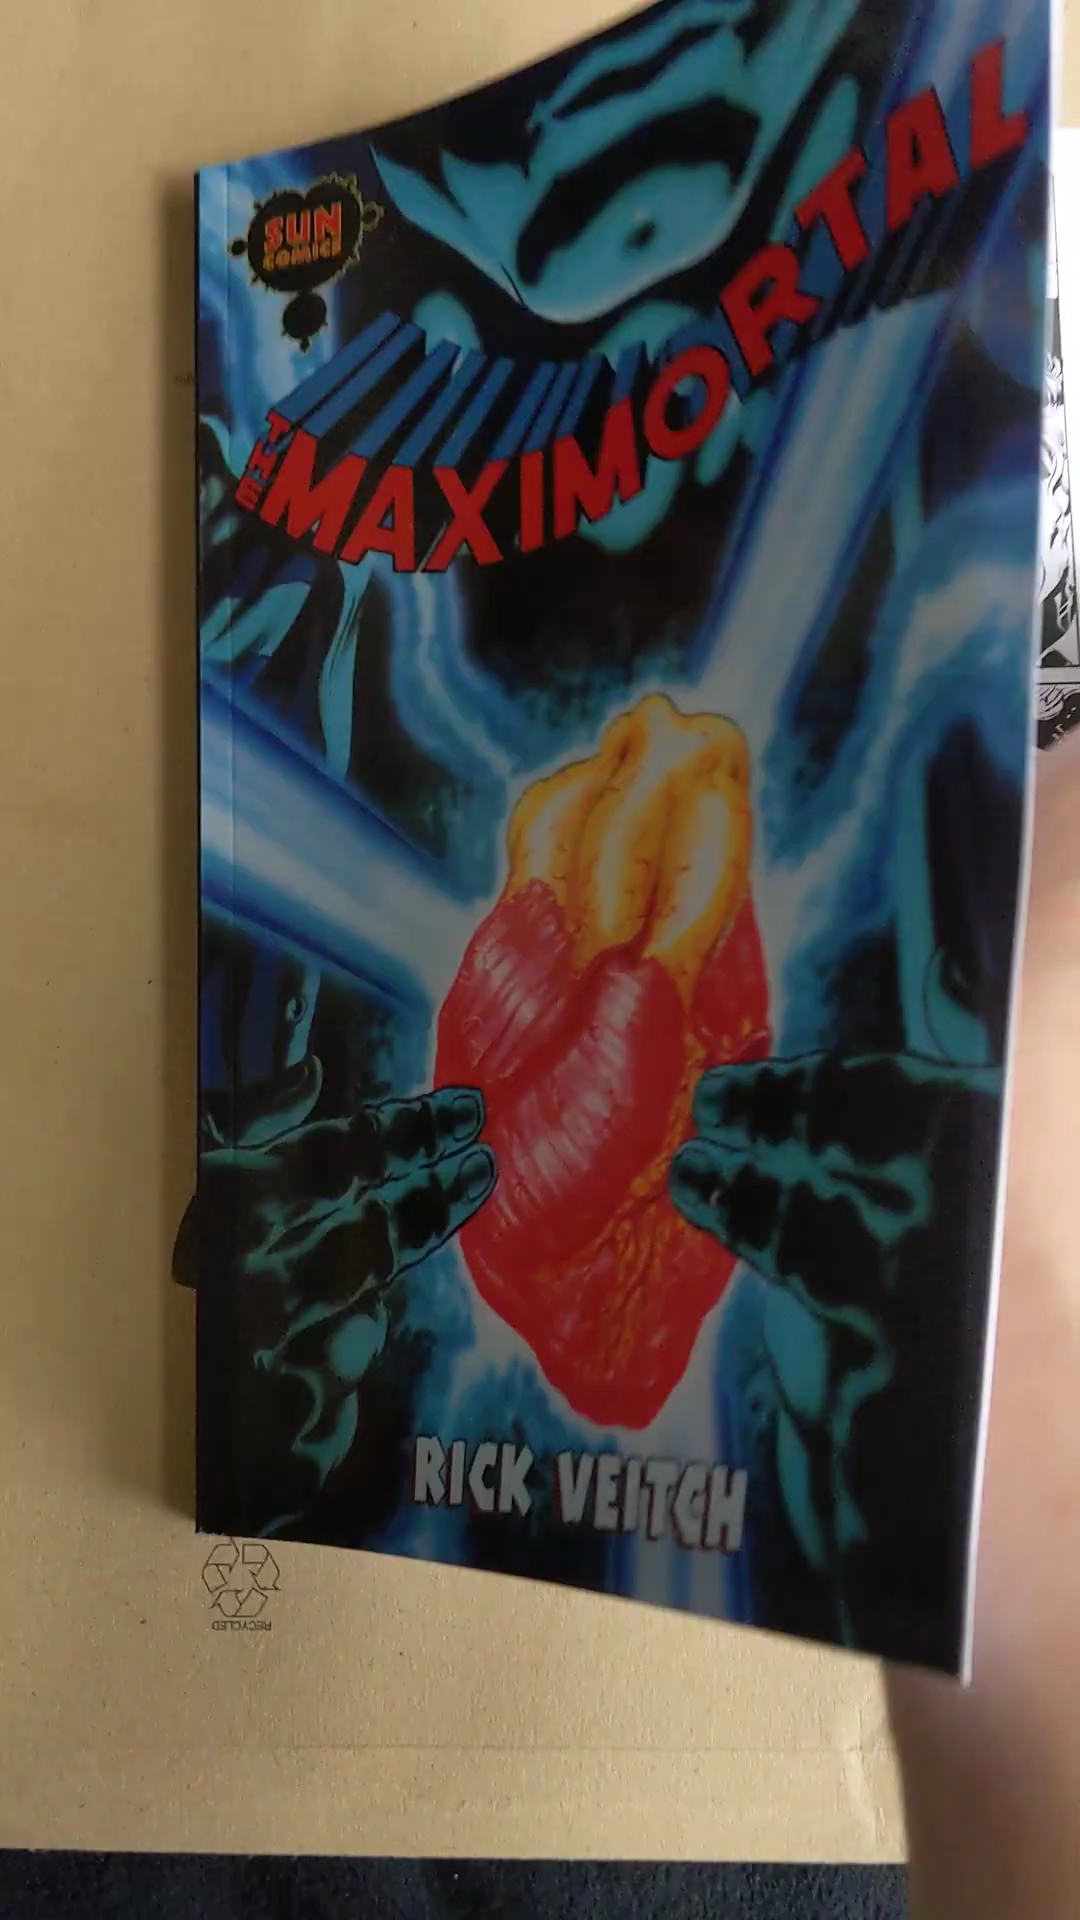 SUN
COMICS
THE MAXIMORTAL
RICK VEITCH
RECYCLED